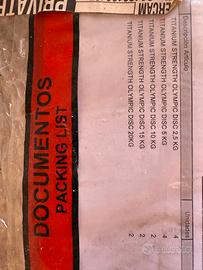 PRIVATE
DOCUMENTOS
PACKING LIST
Descripción Artículo Unidades
TITANIUM STRENGTH OLYMPIC DISC 2,5 KG 4
TITANIUM STRENGTH OLYMPIC DISC 5 KG 4
TITANIUM STRENGTH OLYMPIC DISC 10 KG 2
TITANIUM STRENGTH OLYMPIC DISC 15 KG 2
TITANIUM STRENGTH OLYMPIC DISC 20KG 2
subito